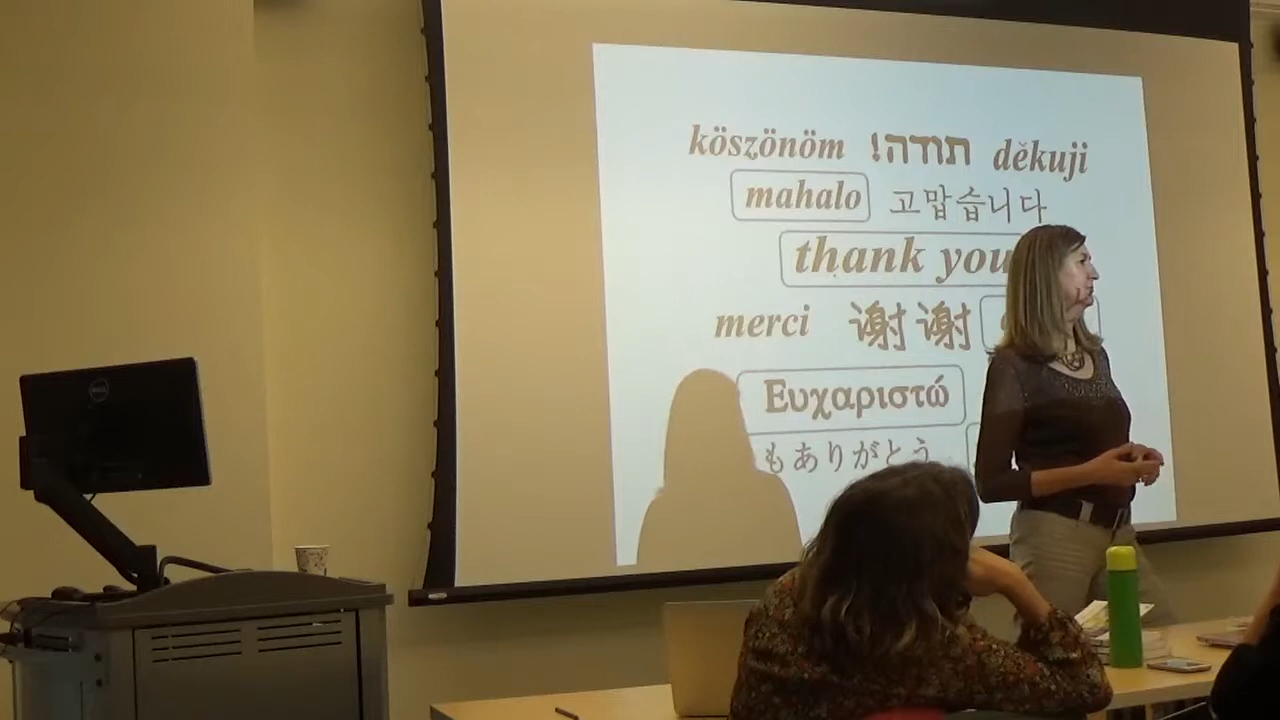 köszönöm תודה! děkuji
mahalo 고맙습니다
thank you
merci 谢谢
Ευχαριστώ
もありがとう
DELL